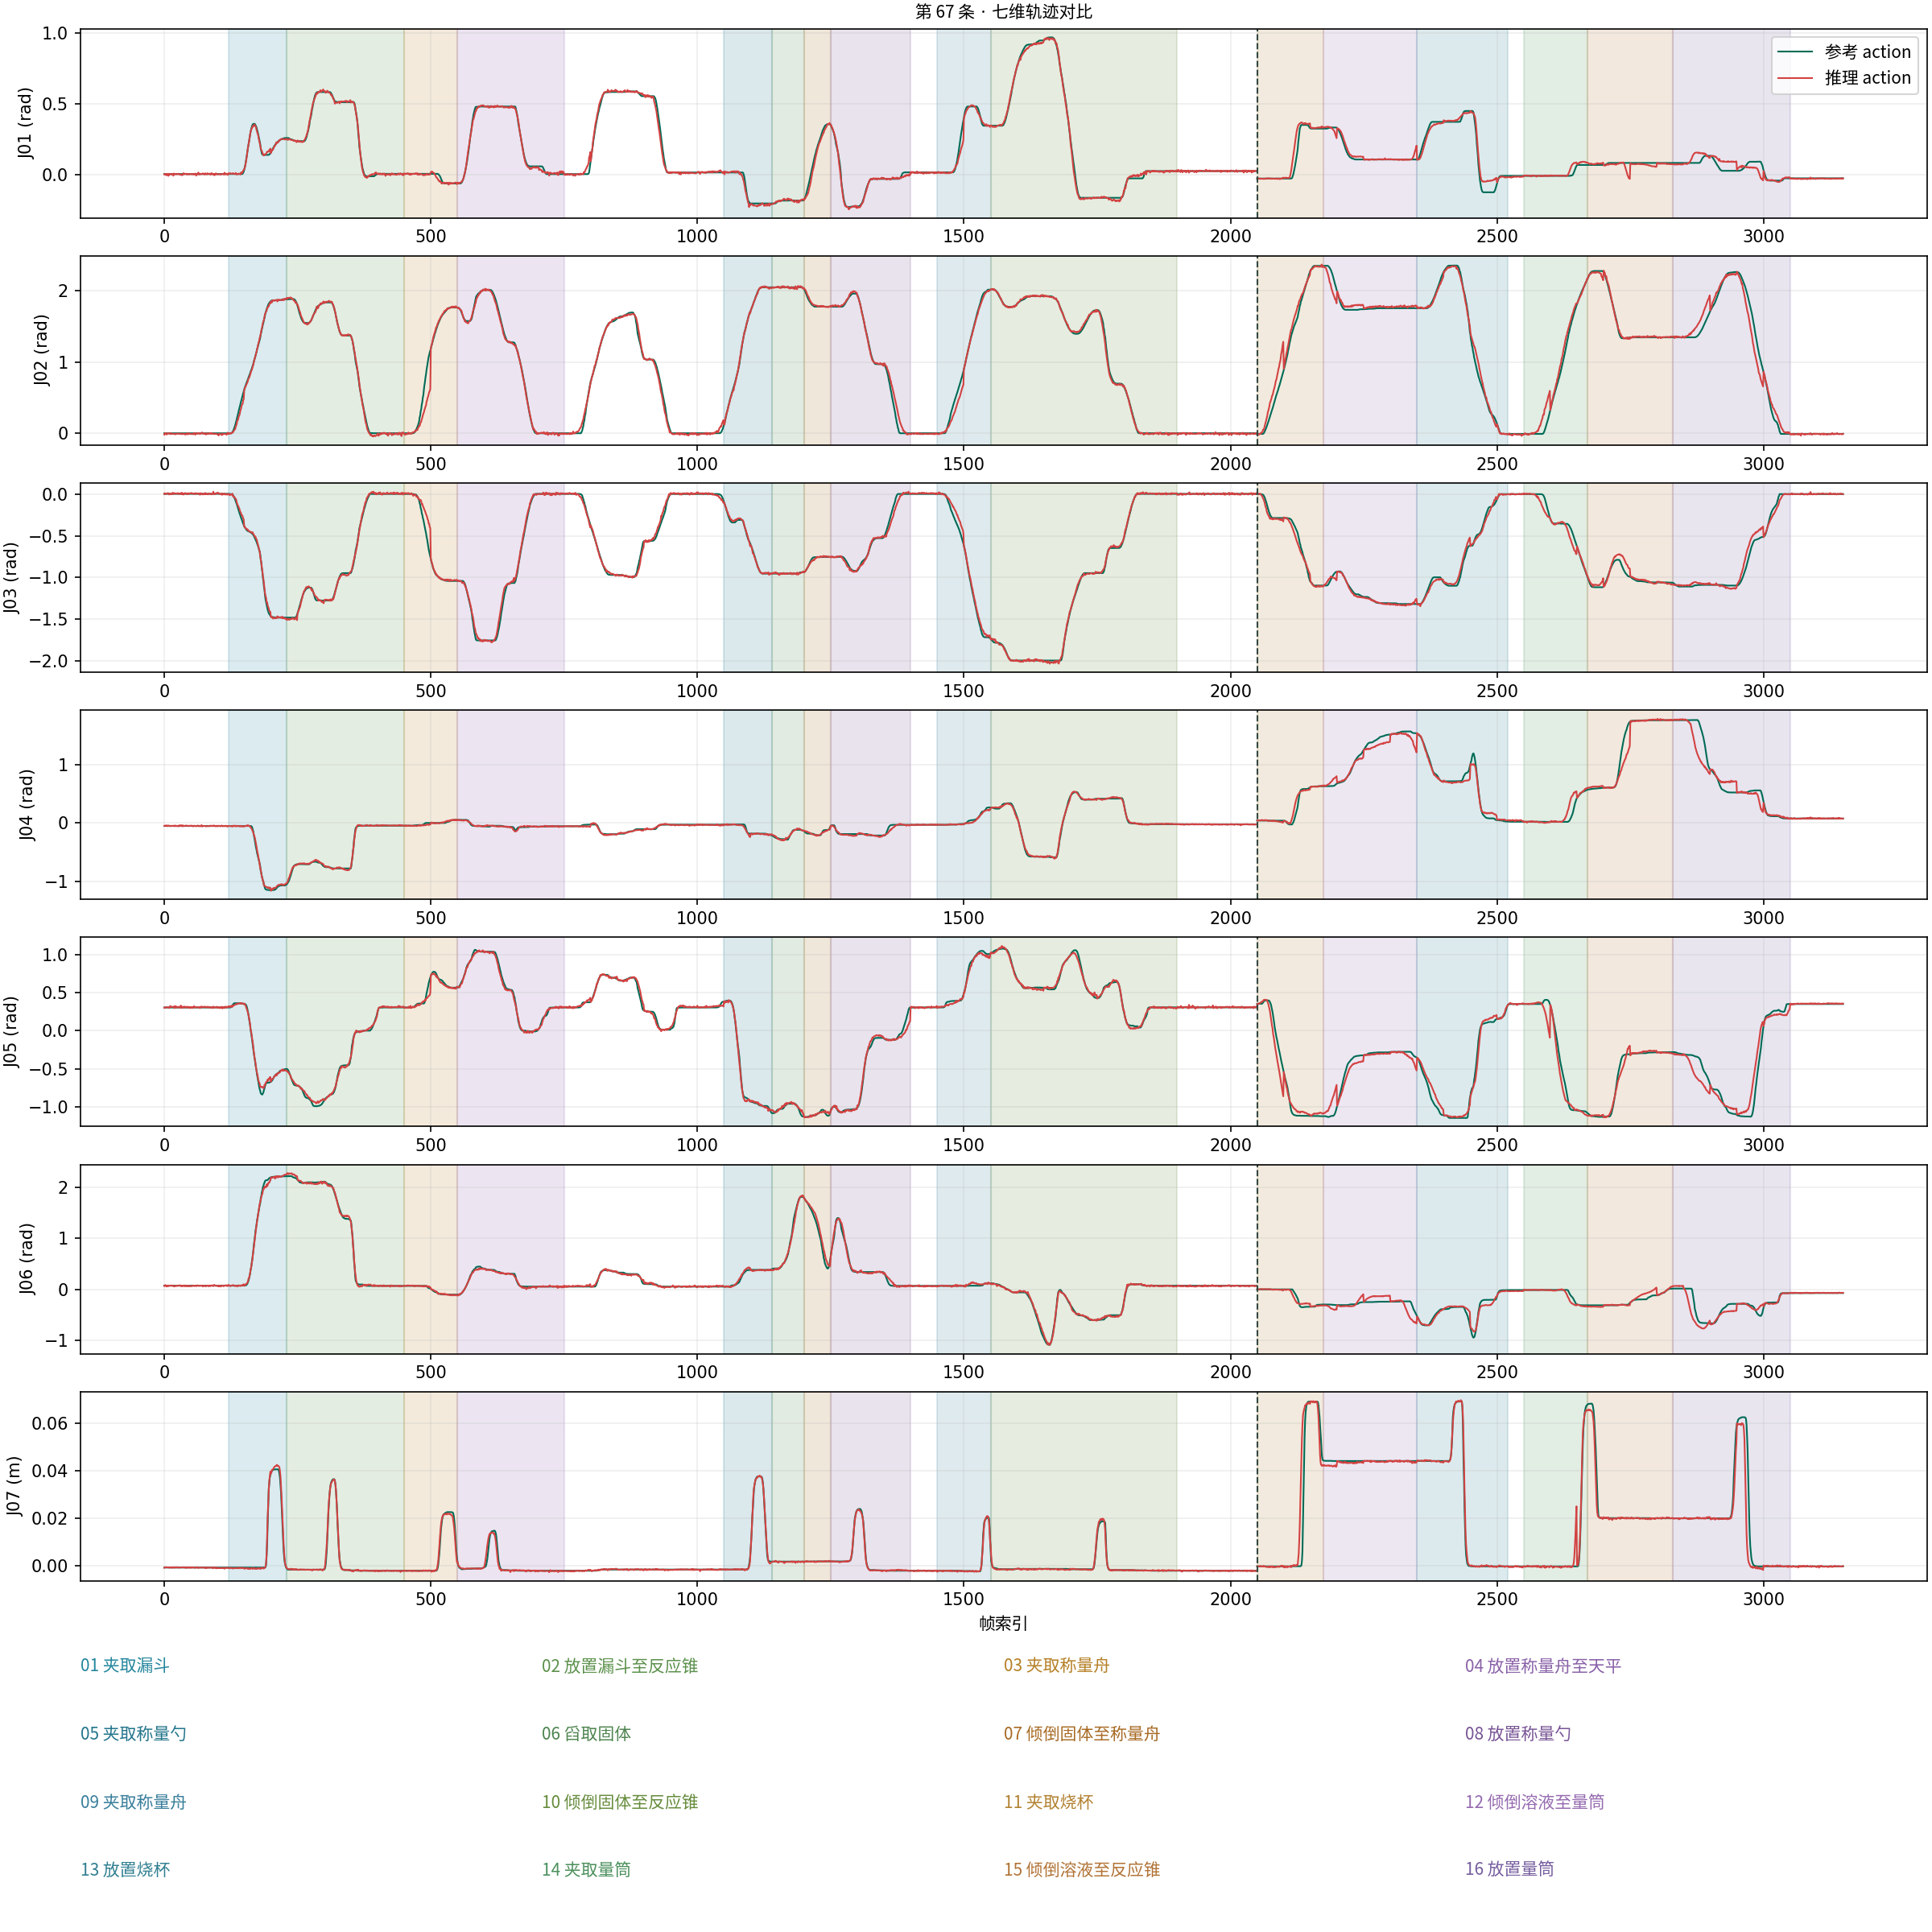 第 67 条 · 七维轨迹对比
参考 action
推理 action
J01 (rad)
1.0
0.5
0.0
0 500 1000 1500 2000 2500 3000
J02 (rad)
2
1
0
0 500 1000 1500 2000 2500 3000
J03 (rad)
0.0
−0.5
−1.0
−1.5
−2.0
0 500 1000 1500 2000 2500 3000
J04 (rad)
1
0
−1
0 500 1000 1500 2000 2500 3000
J05 (rad)
1.0
0.5
0.0
−0.5
−1.0
0 500 1000 1500 2000 2500 3000
J06 (rad)
2
1
0
−1
0 500 1000 1500 2000 2500 3000
J07 (m)
0.06
0.04
0.02
0.00
0 500 1000 1500 2000 2500 3000
帧索引
01 夹取漏斗 02 放置漏斗至反应锥 03 夹取称量舟 04 放置称量舟至天平
05 夹取称量勺 06 舀取固体 07 倾倒固体至称量舟 08 放置称量勺
09 夹取称量舟 10 倾倒固体至反应锥 11 夹取烧杯 12 倾倒溶液至量筒
13 放置烧杯 14 夹取量筒 15 倾倒溶液至反应锥 16 放置量筒